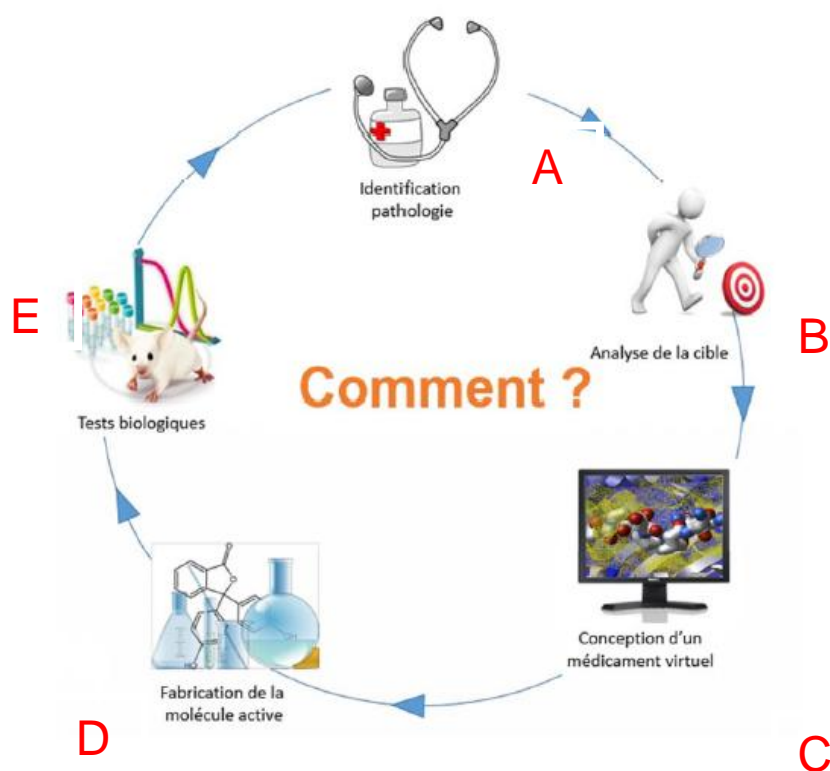 Identification
pathologie
A
Analyse de la cible
B
Comment ?
E
Tests biologiques
Conception d'un
médicament virtuel
C
Fabrication de la
molécule active
D